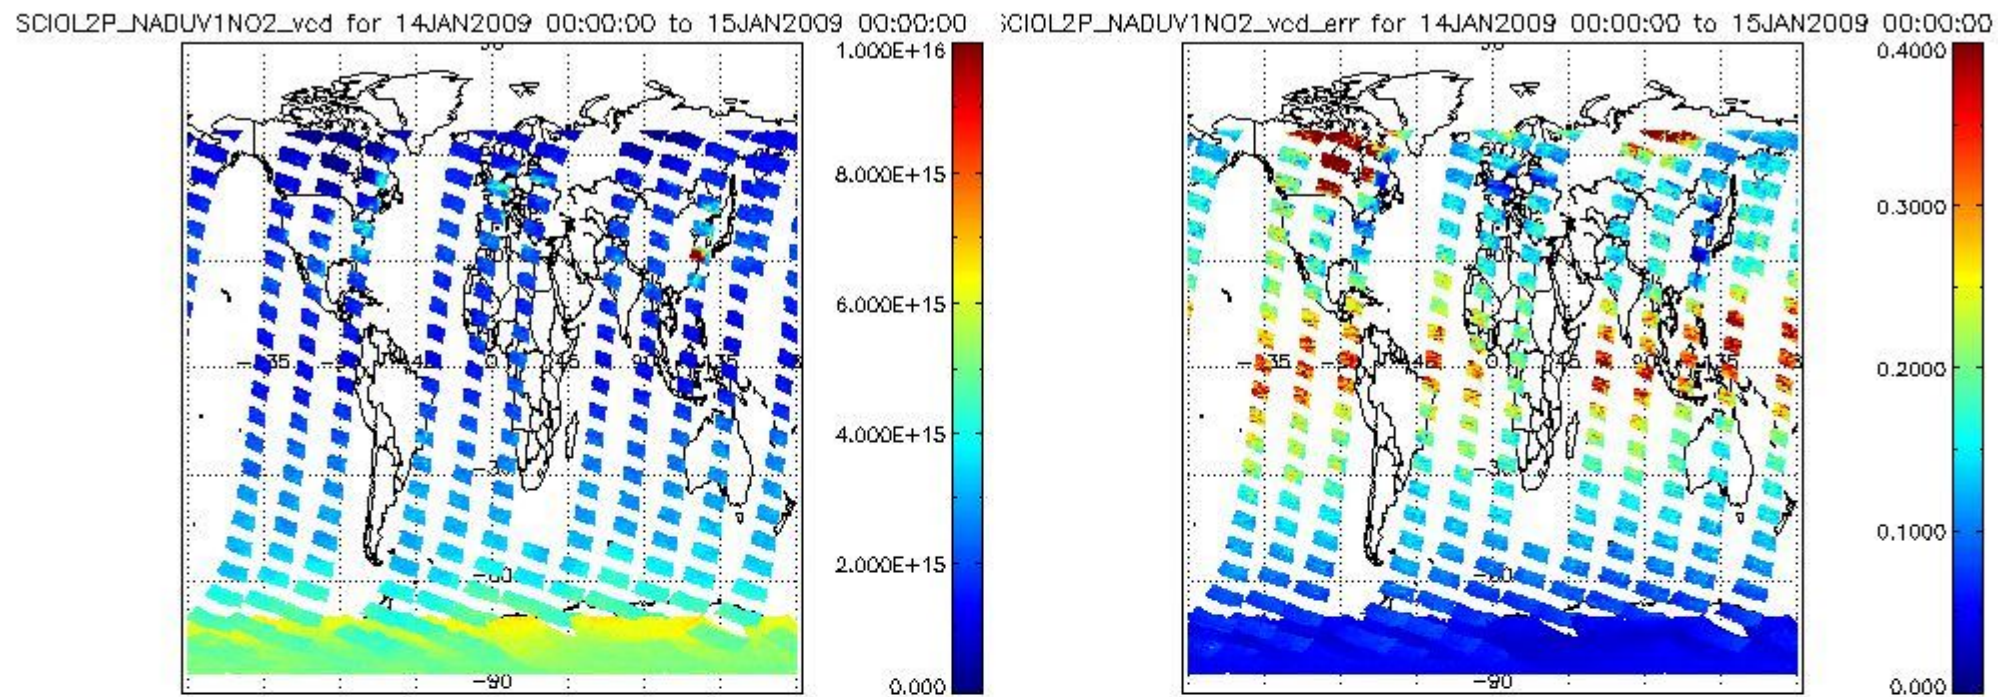 SCIOL2P_NADUV1NO2_vcd for 14JAN2009 00:00:00 to 15JAN2009 00:00:00
1.000E+16
8.000E+15
6.000E+15
4.000E+15
2.000E+15
0.000
-60
-90
SCIOL2P_NADUV1NO2_vcd_err for 14JAN2009 00:00:00 to 15JAN2009 00:00:00
0.4000
0.3000
0.2000
0.1000
0.000
-60
-90